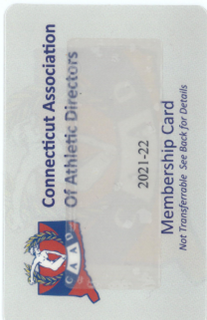 Connecticut Association
Of Athletic Directors
CAAD
2021-22
Membership Card
Not Transferrable See Back for Details